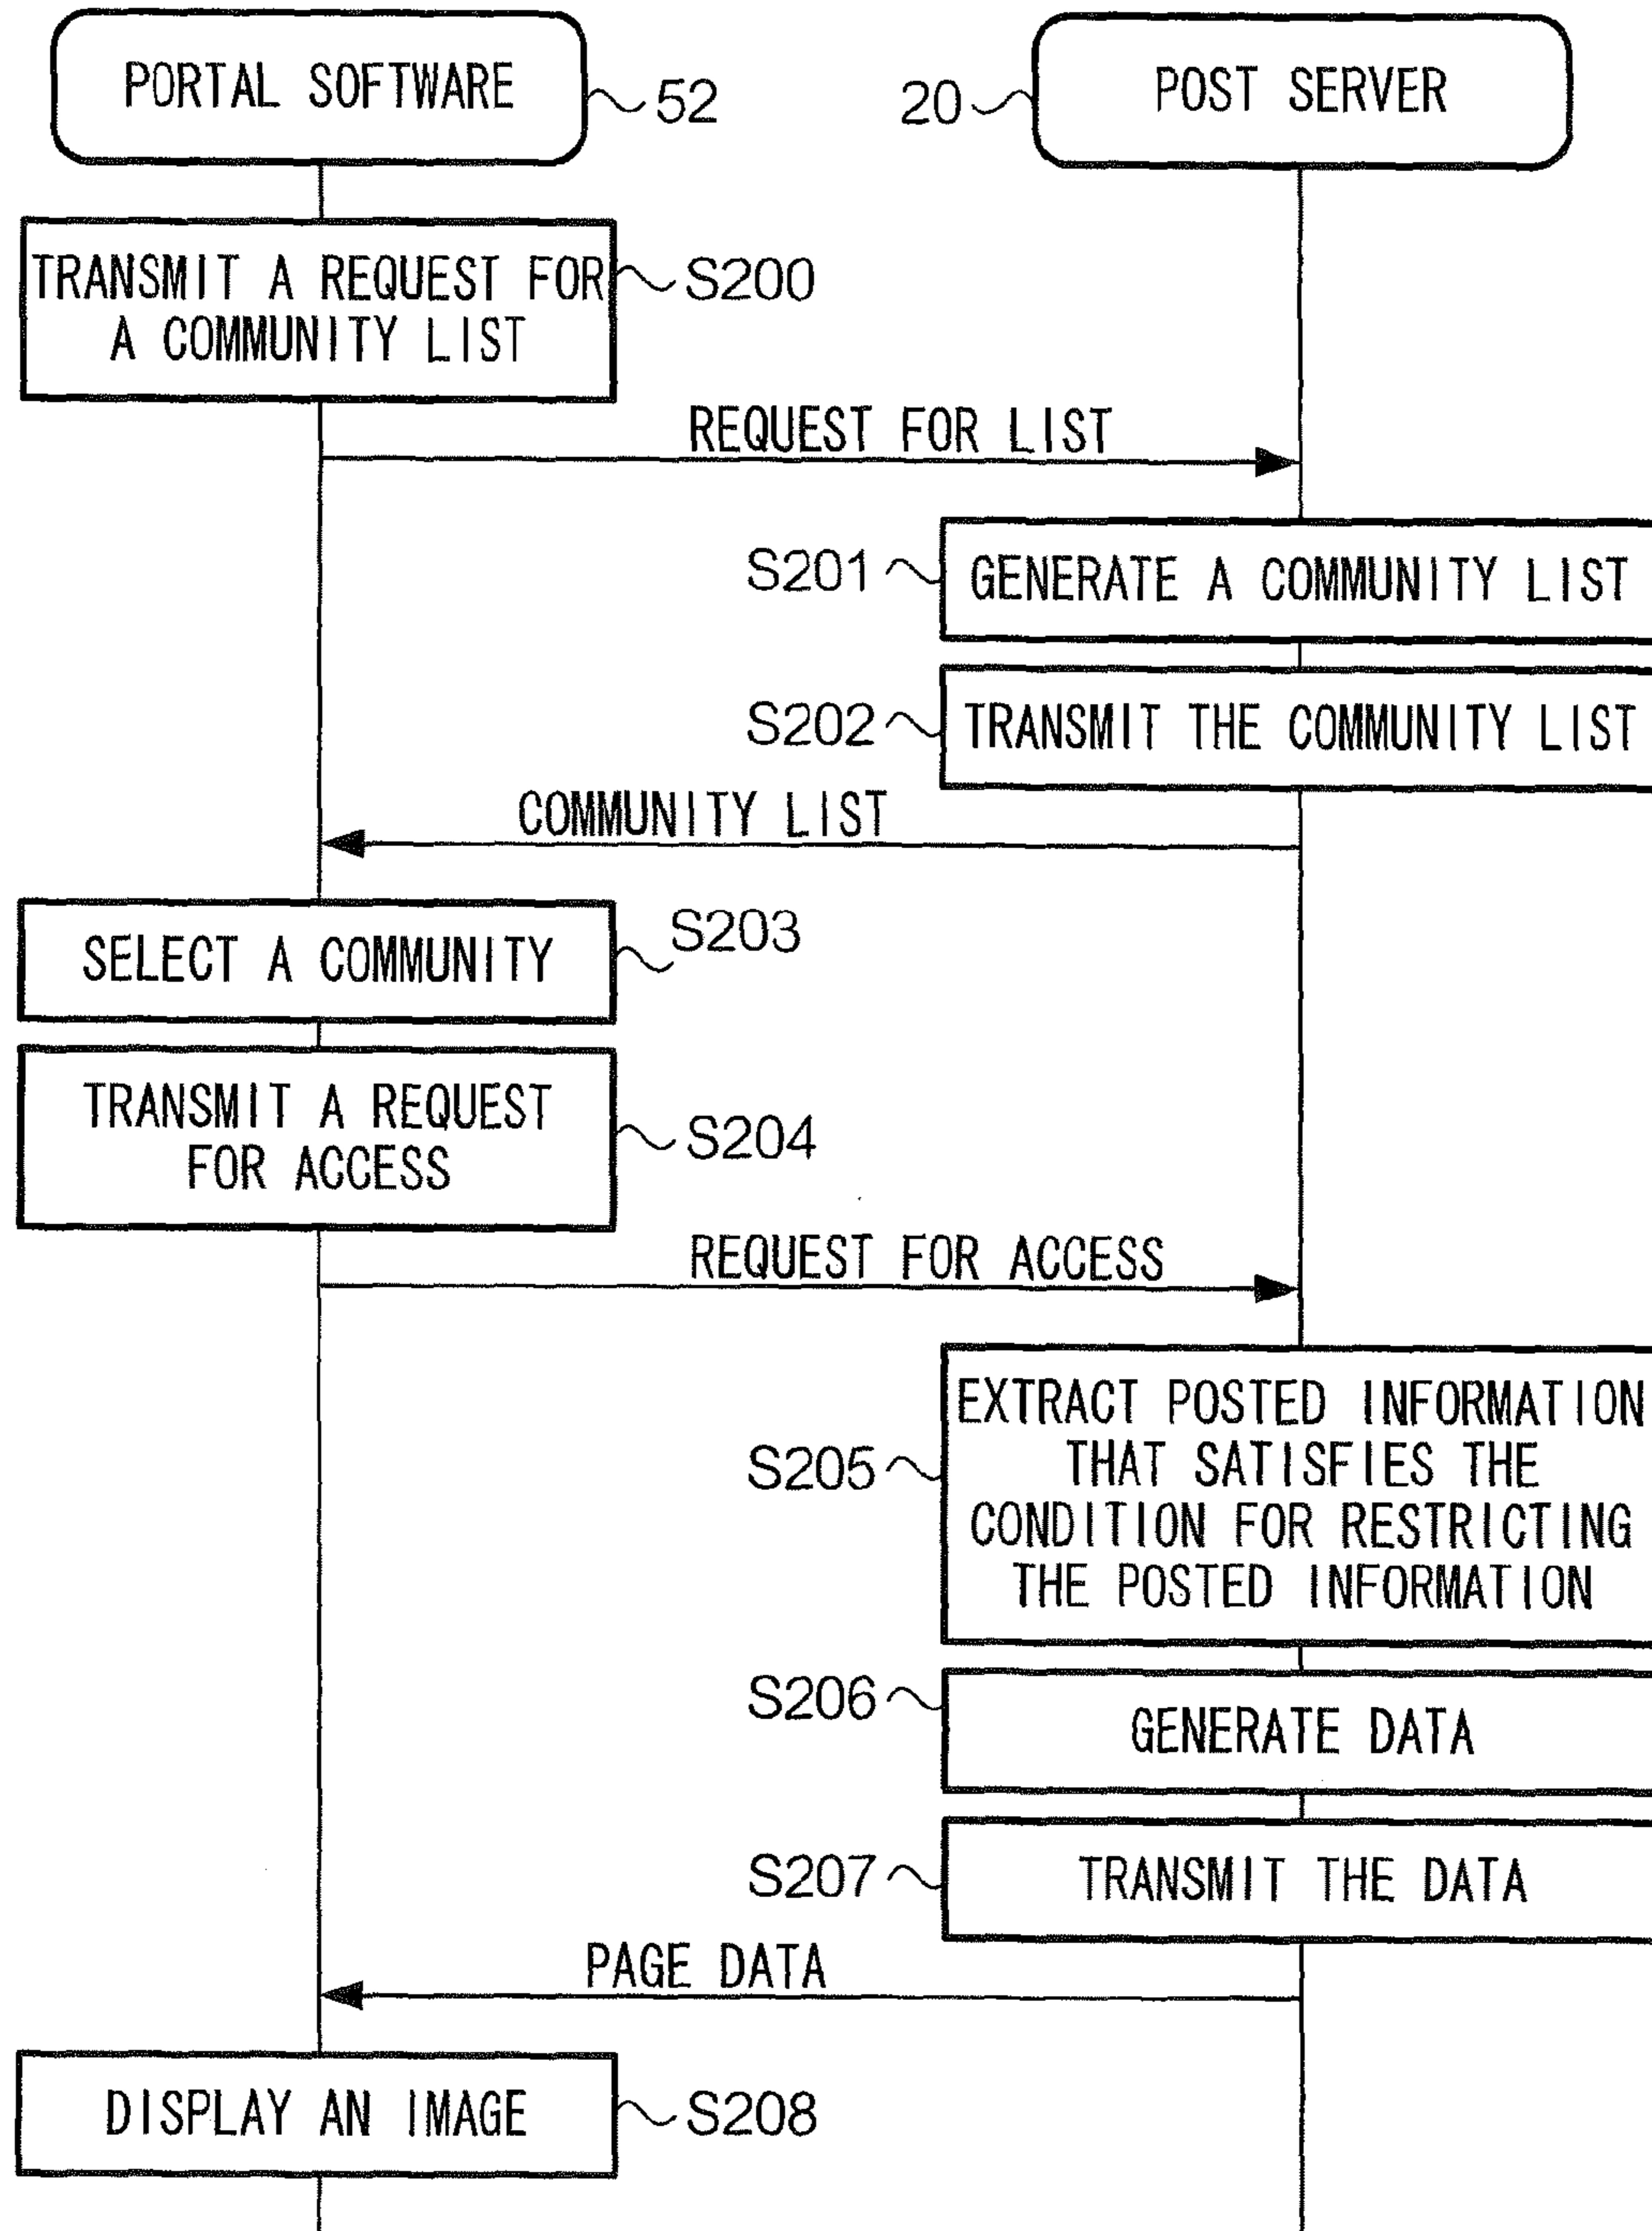 PORTAL SOFTWARE
52
20
POST SERVER
TRANSMIT A REQUEST FOR
A COMMUNITY LIST
S200
REQUEST FOR LIST
S201
GENERATE A COMMUNITY LIST
S202
TRANSMIT THE COMMUNITY LIST
COMMUNITY LIST
SELECT A COMMUNITY
S203
TRANSMIT A REQUEST
FOR ACCESS
S204
REQUEST FOR ACCESS
S205
EXTRACT POSTED INFORMATION
THAT SATISFIES THE
CONDITION FOR RESTRICTING
THE POSTED INFORMATION
S206
GENERATE DATA
S207
TRANSMIT THE DATA
PAGE DATA
DISPLAY AN IMAGE
S208